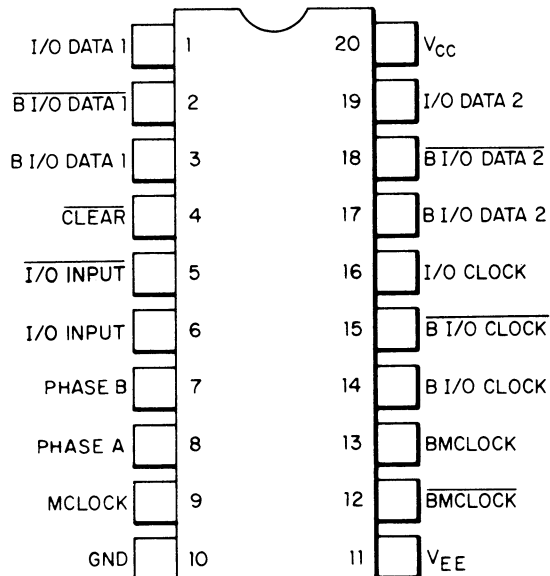 I/O DATA 1 1 20 VCC
B I/O DATA 1 2 19 I/O DATA 2
B I/O DATA 1 3 18 B I/O DATA 2
CLEAR 4 17 B I/O DATA 2
I/O INPUT 5 16 I/O CLOCK
I/O INPUT 6 15 B I/O CLOCK
PHASE B 7 14 B I/O CLOCK
PHASE A 8 13 BMCLOCK
MCLOCK 9 12 BMCLOCK
GND 10 11 VEE